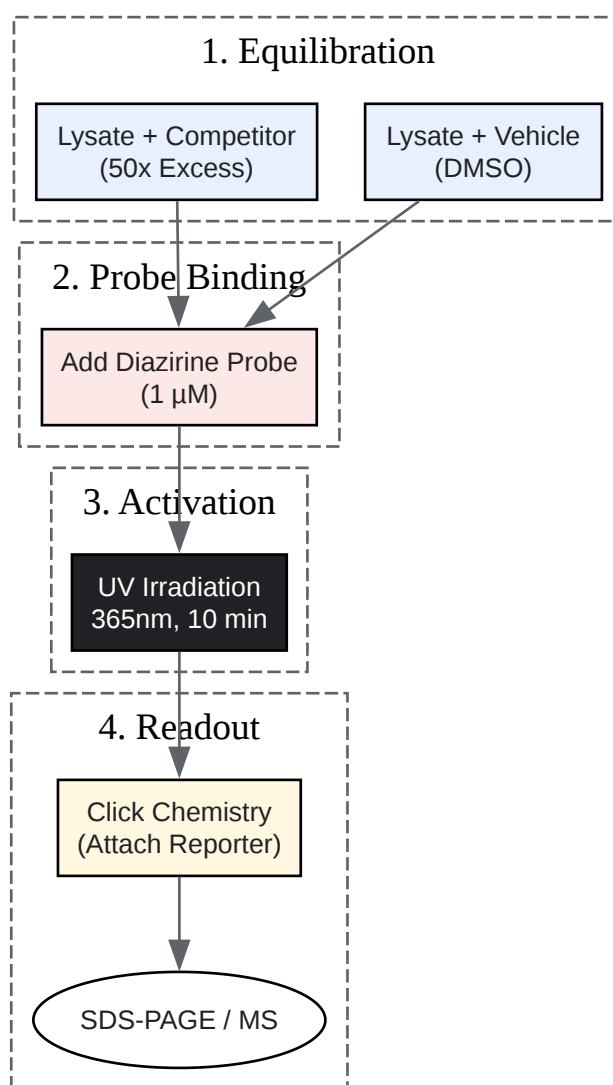 1. Equilibration
Lysate + Competitor
(50x Excess)
Lysate + Vehicle
(DMSO)
2. Probe Binding
Add Diazirine Probe
(1 µM)
3. Activation
UV Irradiation
365nm, 10 min
4. Readout
Click Chemistry
(Attach Reporter)
SDS-PAGE / MS